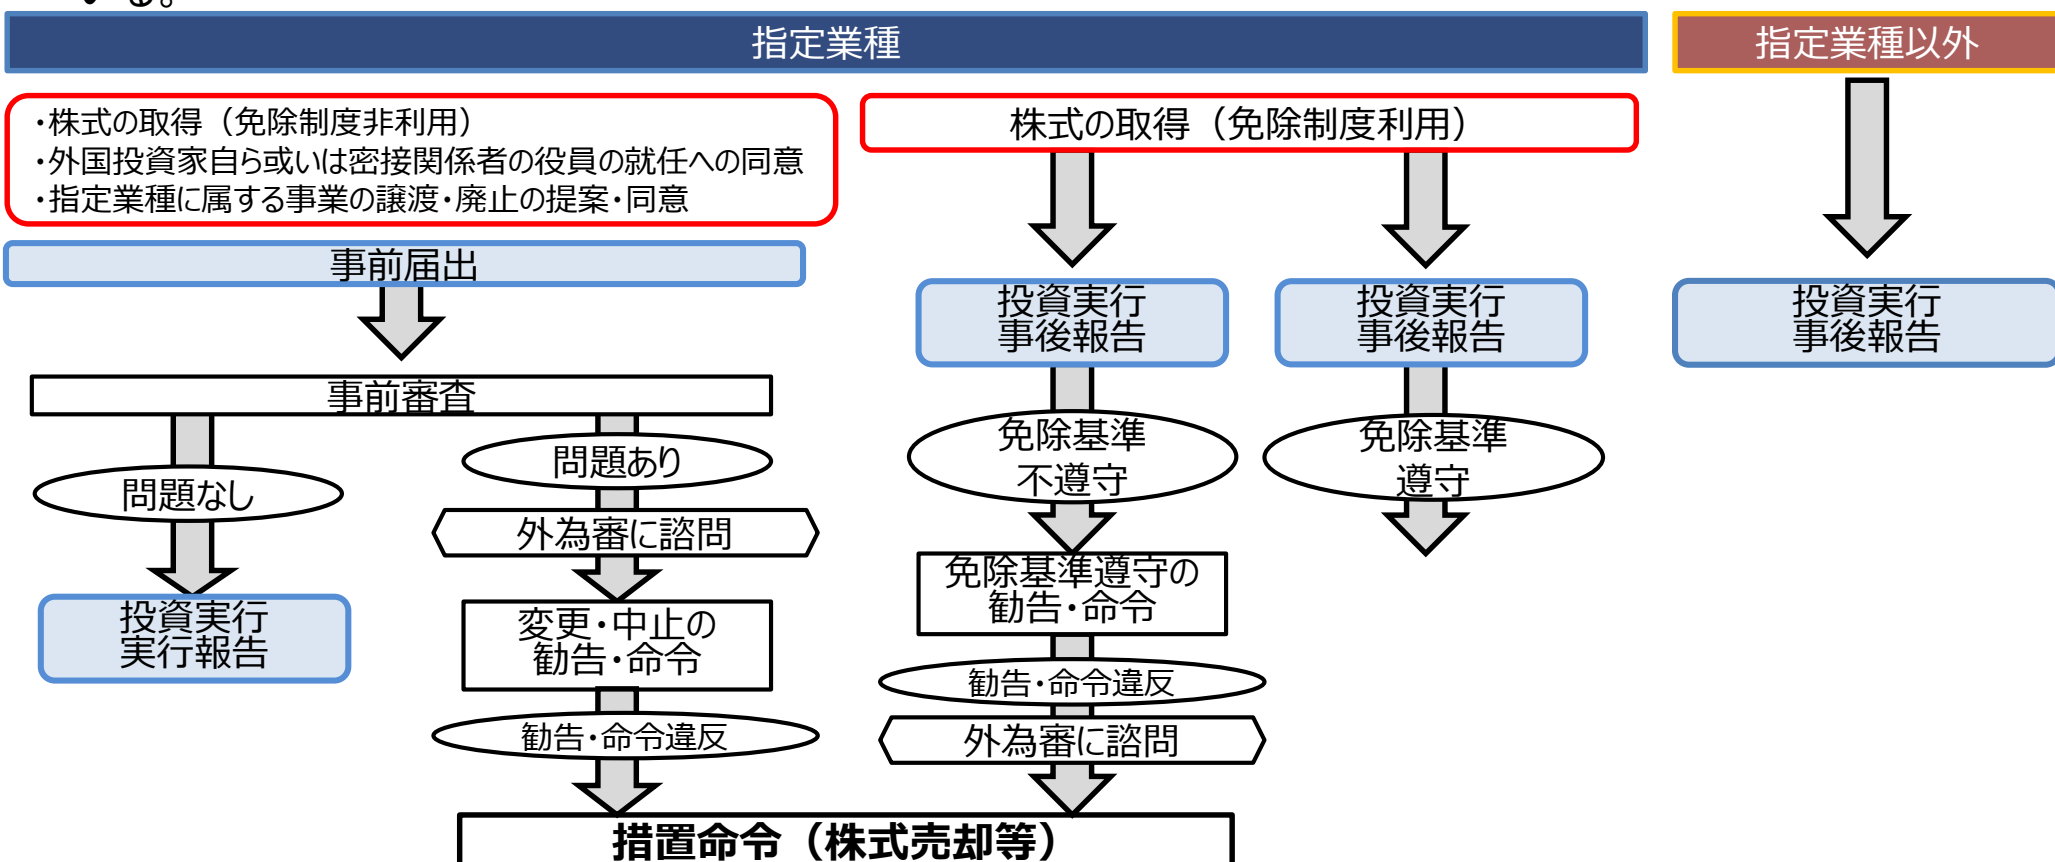 いる。
指定業種
指定業種以外
・株式の取得（免除制度非利用）
・外国投資家自ら或いは密接関係者の役員の就任への同意
・指定業種に属する事業の譲渡・廃止の提案・同意
株式の取得（免除制度利用）
事前届出
投資実行
事後報告
投資実行
事後報告
投資実行
事後報告
事前審査
問題なし
問題あり
免除基準
不遵守
免除基準
遵守
外為審に諮問
投資実行
実行報告
変更・中止の
勧告・命令
免除基準遵守の
勧告・命令
勧告・命令違反
勧告・命令違反
外為審に諮問
措置命令（株式売却等）